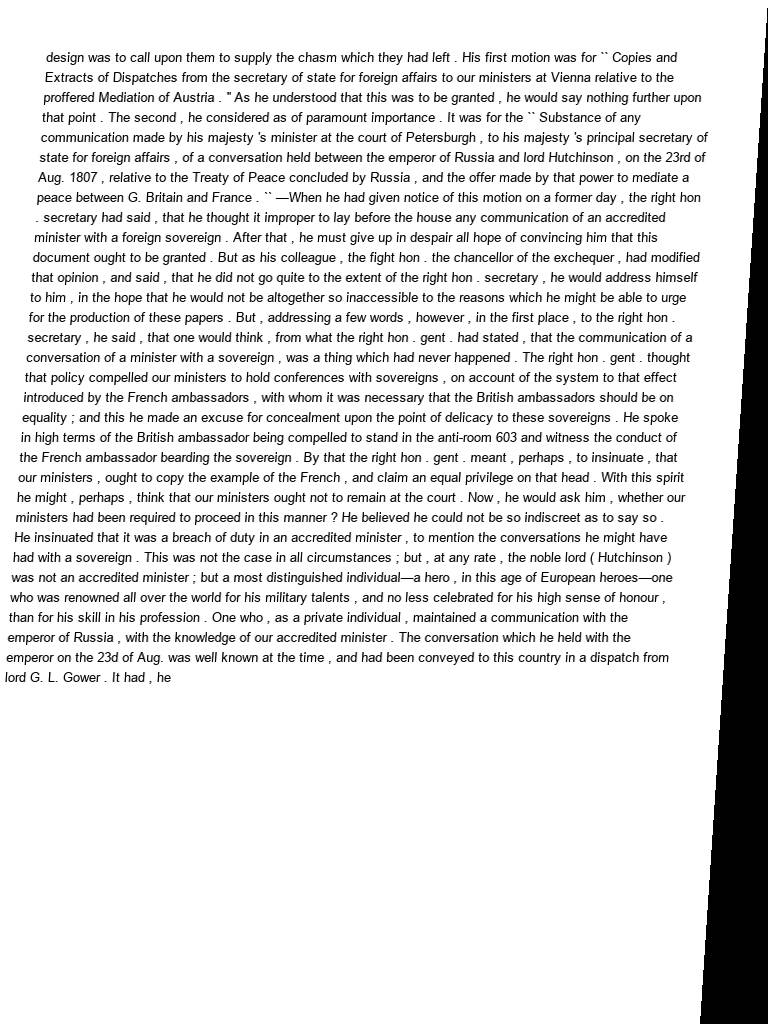 design was to call upon them to supply the chasm which they had left . His first motion was for `` Copies and
Extracts of Dispatches from the secretary of state for foreign affairs to our ministers at Vienna relative to the
proffered Mediation of Austria . '' As he understood that this was to be granted , he would say nothing further upon
that point . The second , he considered as of paramount importance . It was for the `` Substance of any
communication made by his majesty 's minister at the court of Petersburgh , to his majesty 's principal secretary of
state for foreign affairs , of a conversation held between the emperor of Russia and lord Hutchinson , on the 23rd of
Aug. 1807 , relative to the Treaty of Peace concluded by Russia , and the offer made by that power to mediate a
peace between G. Britain and France . `` —When he had given notice of this motion on a former day , the right hon
. secretary had said , that he thought it improper to lay before the house any communication of an accredited
minister with a foreign sovereign . After that , he must give up in despair all hope of convincing him that this
document ought to be granted . But as his colleague , the fight hon . the chancellor of the exchequer , had modified
that opinion , and said , that he did not go quite to the extent of the right hon . secretary , he would address himself
to him , in the hope that he would not be altogether so inaccessible to the reasons which he might be able to urge
for the production of these papers . But , addressing a few words , however , in the first place , to the right hon .
secretary , he said , that one would think , from what the right hon . gent . had stated , that the communication of a
conversation of a minister with a sovereign , was a thing which had never happened . The right hon . gent . thought
that policy compelled our ministers to hold conferences with sovereigns , on account of the system to that effect
introduced by the French ambassadors , with whom it was necessary that the British ambassadors should be on
equality ; and this he made an excuse for concealment upon the point of delicacy to these sovereigns . He spoke
in high terms of the British ambassador being compelled to stand in the anti-room 603 and witness the conduct of
the French ambassador bearding the sovereign . By that the right hon . gent . meant , perhaps , to insinuate , that
our ministers , ought to copy the example of the French , and claim an equal privilege on that head . With this spirit
he might , perhaps , think that our ministers ought not to remain at the court . Now , he would ask him , whether our
ministers had been required to proceed in this manner ? He believed he could not be so indiscreet as to say so .
He insinuated that it was a breach of duty in an accredited minister , to mention the conversations he might have
had with a sovereign . This was not the case in all circumstances ; but , at any rate , the noble lord ( Hutchinson )
was not an accredited minister ; but a most distinguished individual—a hero , in this age of European heroes—one
who was renowned all over the world for his military talents , and no less celebrated for his high sense of honour ,
than for his skill in his profession . One who , as a private individual , maintained a communication with the
emperor of Russia , with the knowledge of our accredited minister . The conversation which he held with the
emperor on the 23d of Aug. was well known at the time , and had been conveyed to this country in a dispatch from
lord G. L. Gower . It had , he